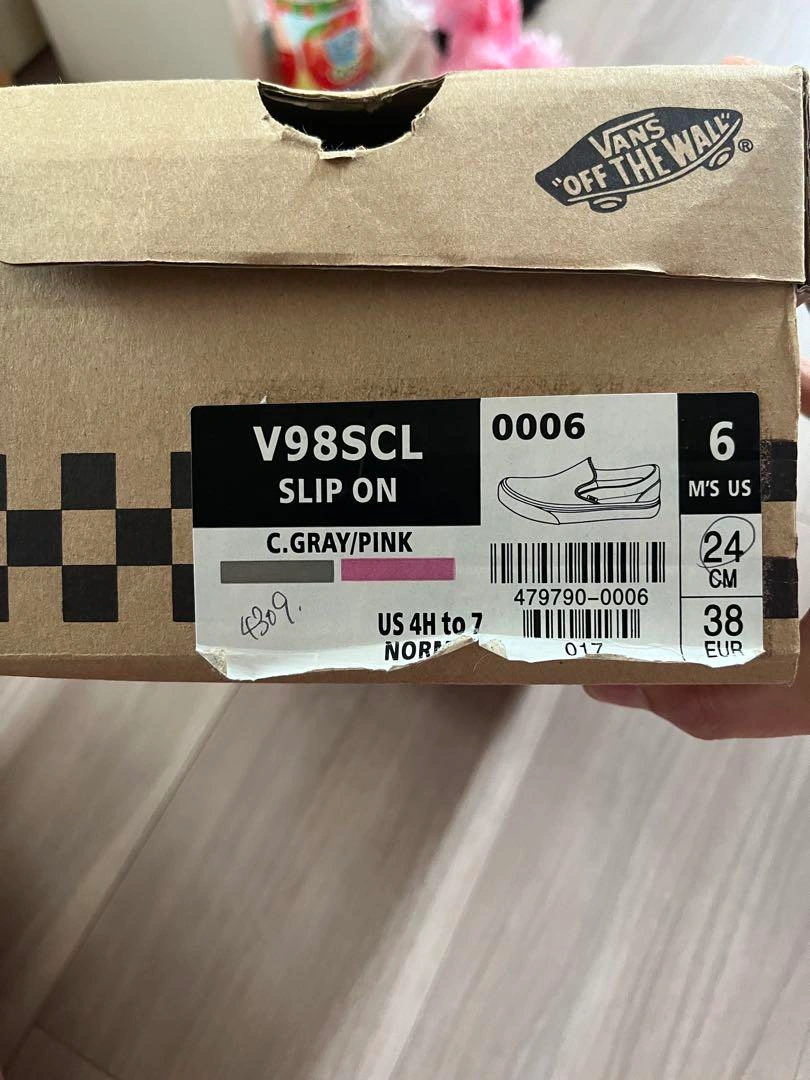 VANS
"OFF THE WALL"
®
V98SCL
SLIP ON
0006
6
M'S US
C.GRAY/PINK
24
CM
479790-0006
4309.
US 4H to 7
017
38
EUR